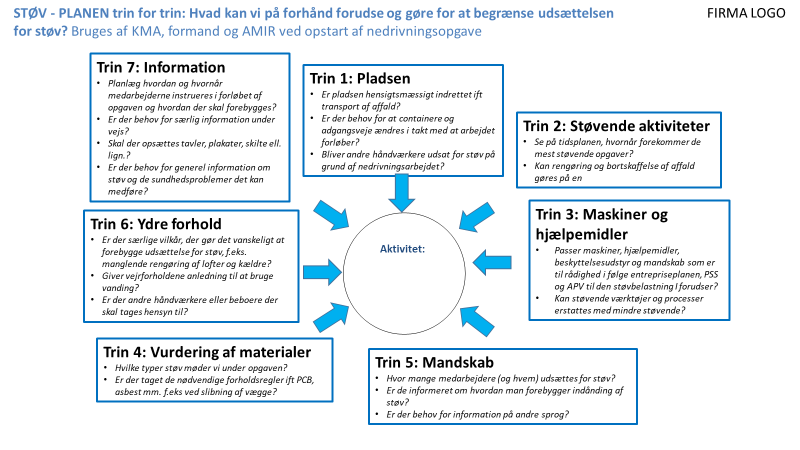 STØV - PLANEN trin for trin: Hvad kan vi på forhånd forudse og gøre for at begrænse udsættelsen
for støv? Bruges af KMA, formand og AMIR ved opstart af nedrivningsopgave
FIRMA LOGO
Trin 7: Information
• Planlæg hvordan og hvornår
medarbejderne instrueres i forløbet af
opgaven og hvordan der skal forebygges?
• Er der behov for særlig information under
vejs?
• Skal der opsættes tavler, plakater, skilte ell.
lign.?
• Er der behov for generel information om
støv og de sundhedsproblemer det kan
medføre?
Trin 1: Pladsen
• Er pladsen hensigtsmæssigt indrettet ift
transport af affald?
• Er der behov for at containere og
adgangsveje ændres i takt med at arbejdet
forløber?
• Bliver andre håndværkere udsat for støv på
grund af nedrivningsarbejdet?
Trin 2: Støvende aktiviteter
• Se på tidsplanen, hvornår forekommer de
mest støvende opgaver?
• Kan rengøring og bortskaffelse af affald
gøres på en
Trin 6: Ydre forhold
• Er der særlige vilkår, der gør det vanskeligt at
forebygge udsættelse for støv, f.eks.
manglende rengøring af lofter og kældre?
• Giver vejrforholdene anledning til at bruge
vanding?
• Er der andre håndværkere eller beboere der
skal tages hensyn til?
Aktivitet:
Trin 3: Maskiner og
hjælpemidler
• Passer maskiner, hjælpemidler,
beskyttelsesudstyr og mandskab som er
til rådighed i følge entrepriseplanen, PSS
og APV til den støvbelastning I forudser?
• Kan støvende værktøjer og processer
erstattes med mindre støvende?
Trin 4: Vurdering af materialer
• Hvilke typer støv møder vi under opgaven?
• Er der taget de nødvendige forholdsregler ift PCB,
asbest mm. f.eks ved slibning af vægge?
Trin 5: Mandskab
• Hvor mange medarbejdere (og hvem) udsættes for støv?
• Er de informeret om hvordan man forebygger indånding af
støv?
• Er der behov for information på andre sprog?